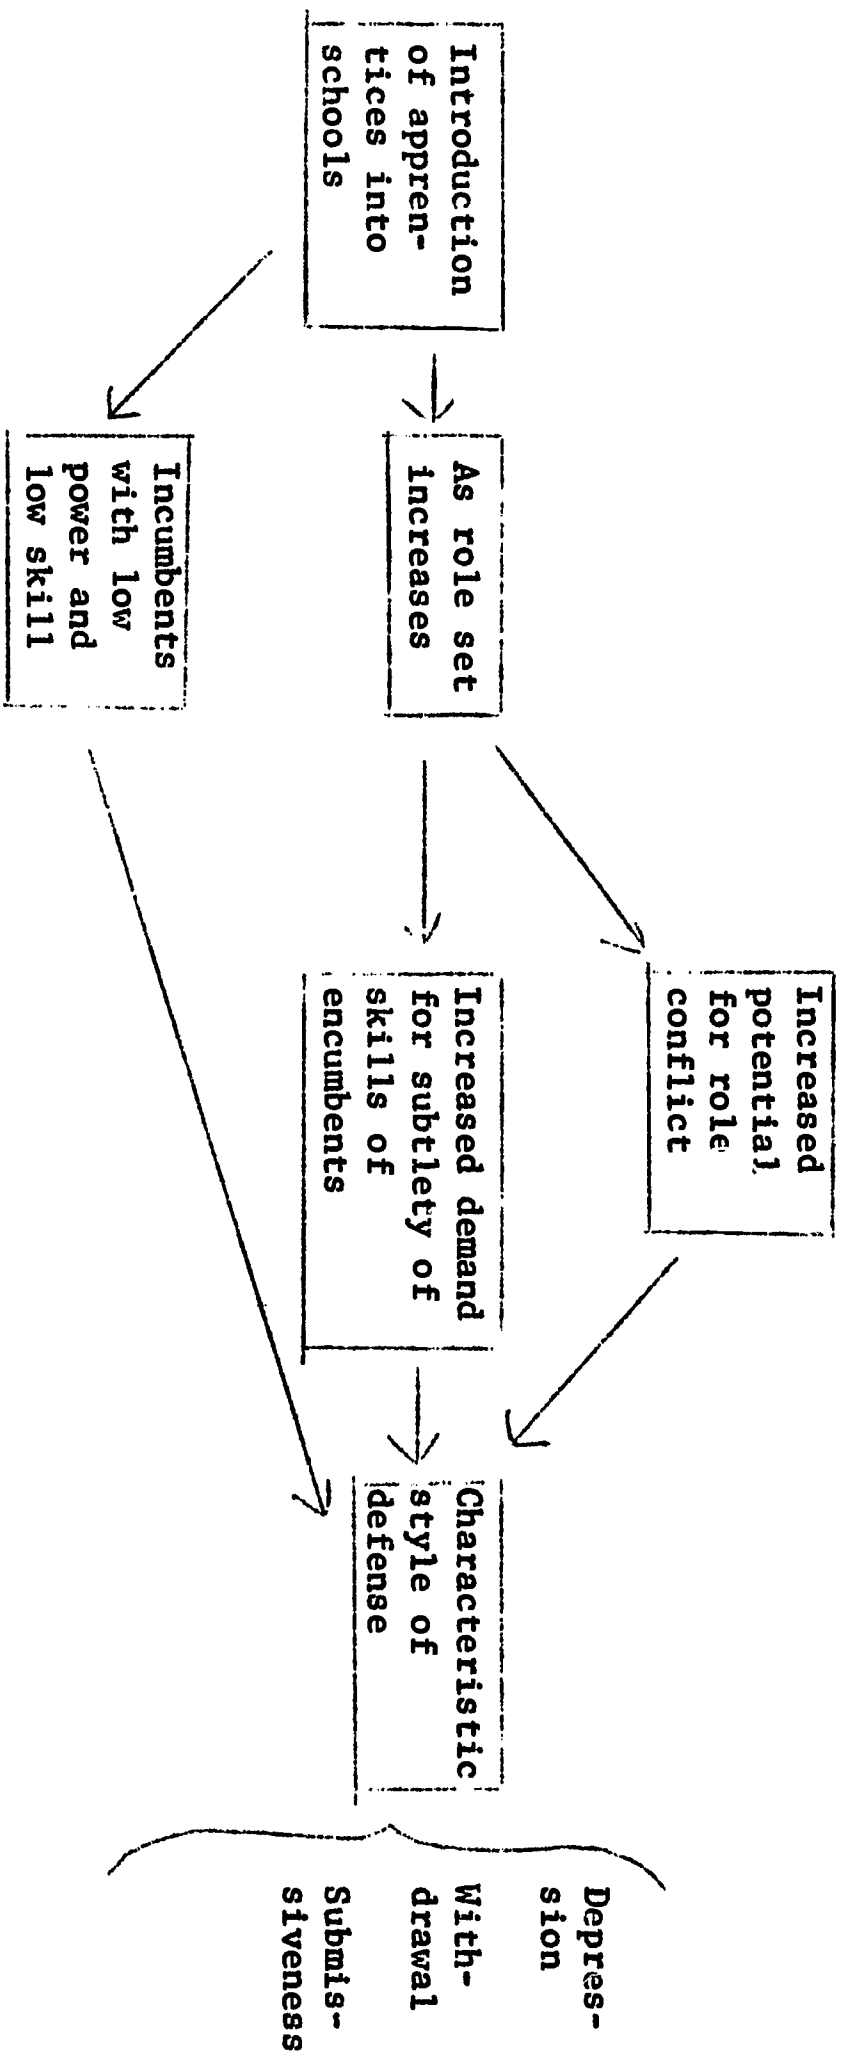 Introduction
of appren-
tices into
schools
As role set
increases
Incumbents
with low
power and
low skill
Increased
potential
for role
conflict
Increased demand
for subtlety of
skills of
encumbents
Characteristic
style of
defense
Depres-
sion
With-
drawal
Submis-
siveness